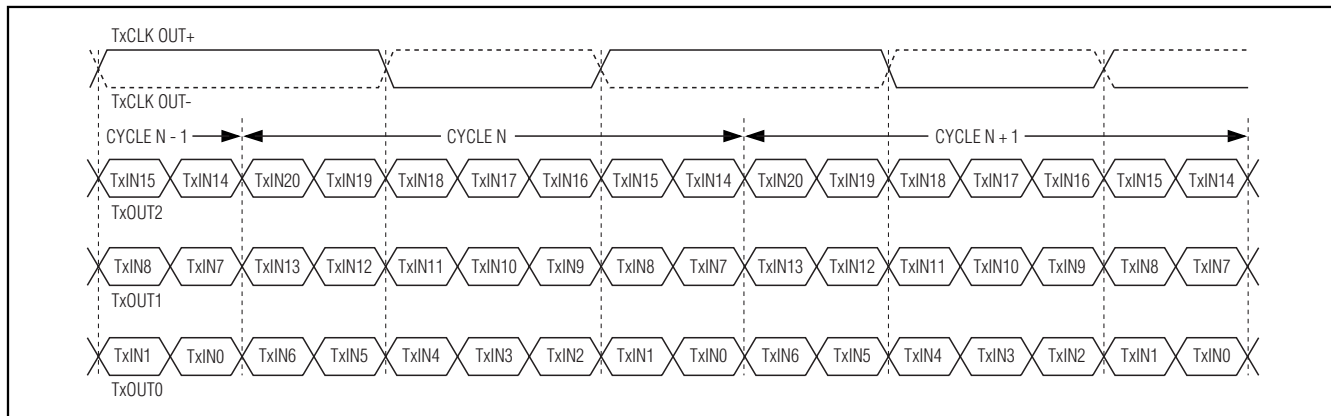 TxCLK OUT+
TxCLK OUT-
CYCLE N - 1 CYCLE N CYCLE N + 1
TxIN15 TxIN14 TxIN20 TxIN19 TxIN18 TxIN17 TxIN16 TxIN15 TxIN14 TxIN20 TxIN19 TxIN18 TxIN17 TxIN16 TxIN15 TxIN14
TxOUT2
TxIN8 TxIN7 TxIN13 TxIN12 TxIN11 TxIN10 TxIN9 TxIN8 TxIN7 TxIN13 TxIN12 TxIN11 TxIN10 TxIN9 TxIN8 TxIN7
TxOUT1
TxIN1 TxIN0 TxIN6 TxIN5 TxIN4 TxIN3 TxIN2 TxIN1 TxIN0 TxIN6 TxIN5 TxIN4 TxIN3 TxIN2 TxIN1 TxIN0
TxOUT0